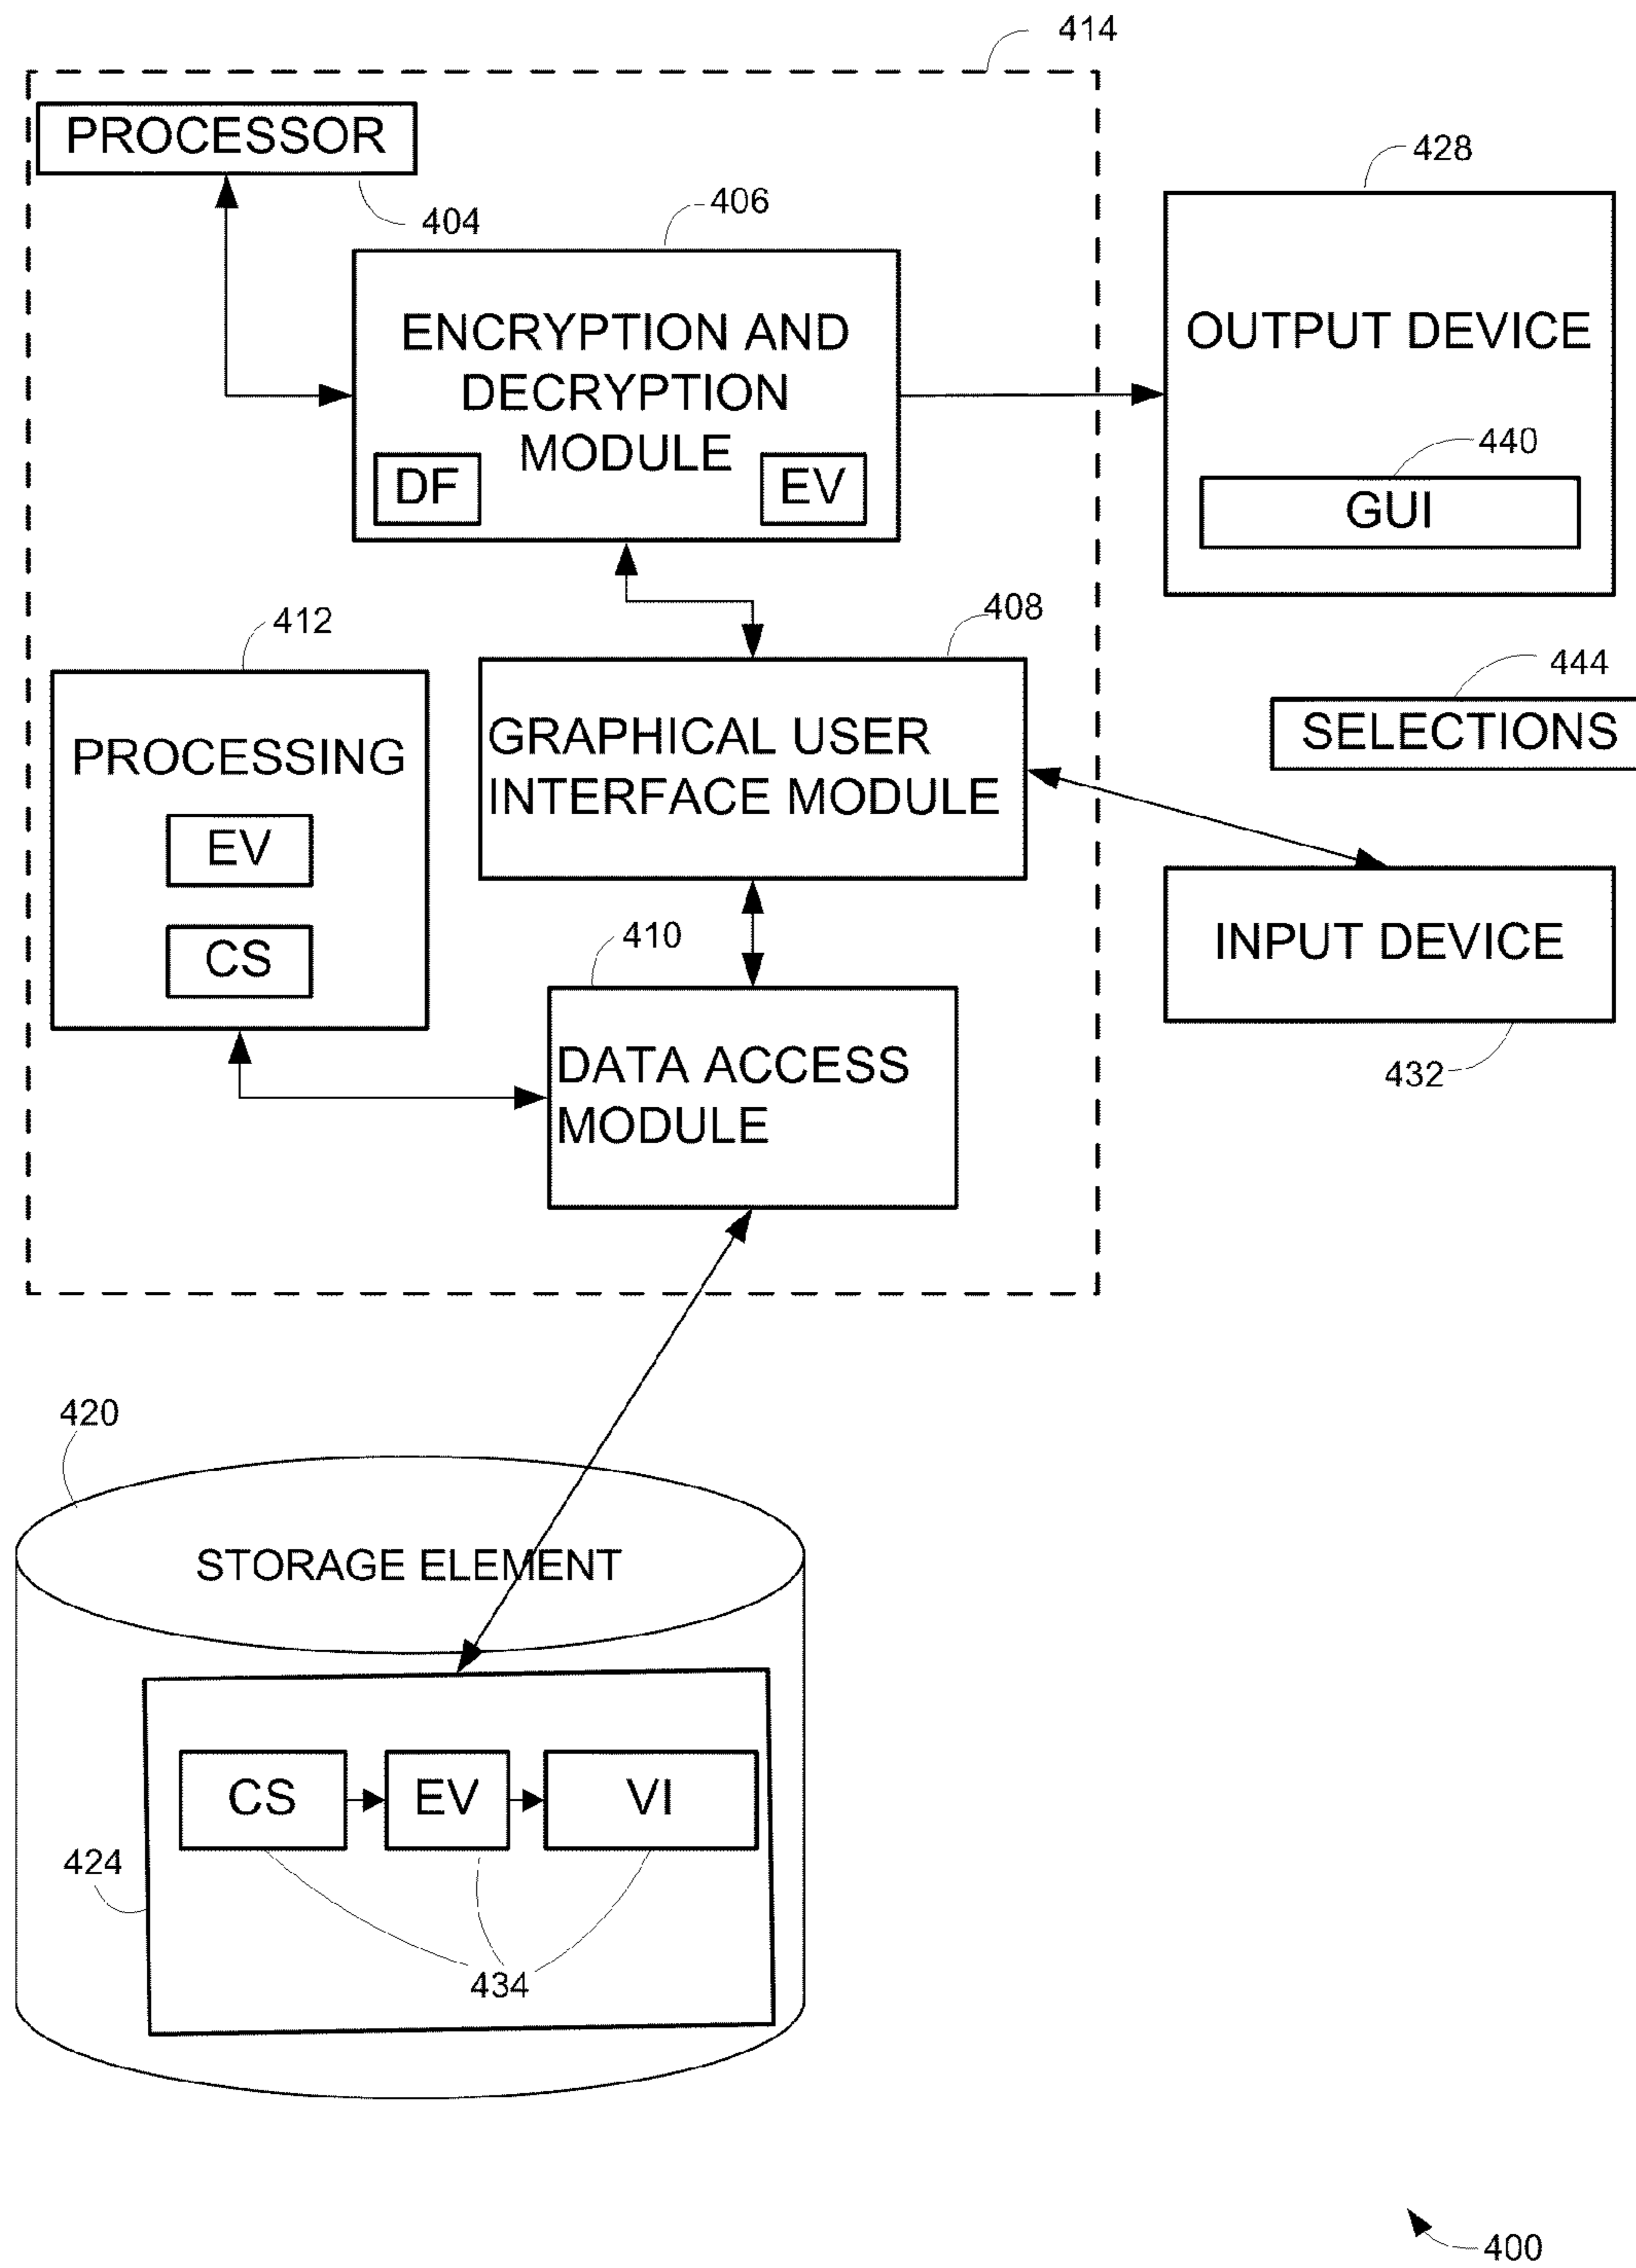 414
PROCESSOR
404
406
428
ENCRYPTION AND
DECRYPTION
MODULE
DF
EV
OUTPUT DEVICE
440
GUI
412
408
444
PROCESSING
EV
CS
GRAPHICAL USER
INTERFACE MODULE
SELECTIONS
410
INPUT DEVICE
432
DATA ACCESS
MODULE
420
STORAGE ELEMENT
CS
EV
VI
424
434
400